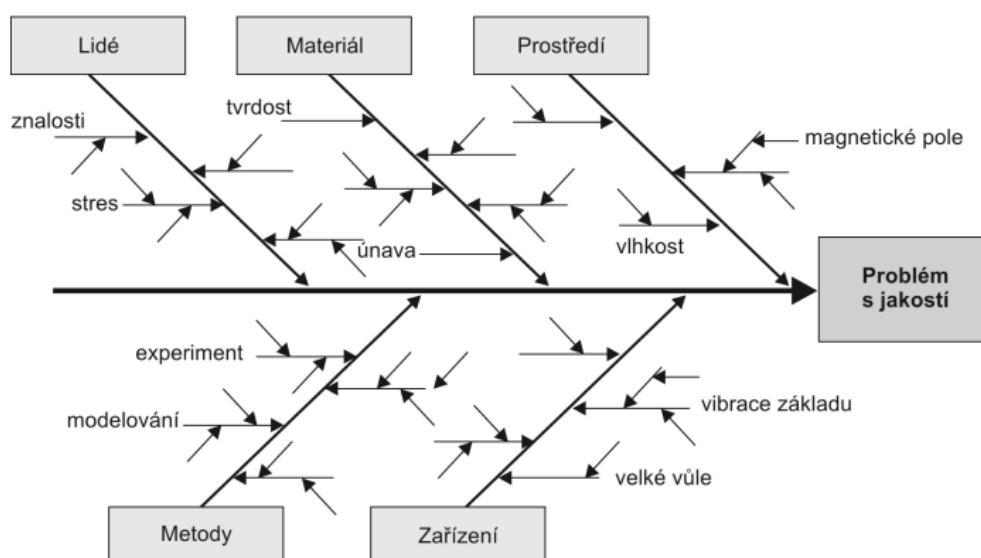 Lidé
Materiál
Prostředí
znalosti
tvrdost
magnetické pole
stres
únava
vlhkost
Problém
s jakostí
experiment
modelování
vibrace základu
velké vůle
Metody
Zařízení